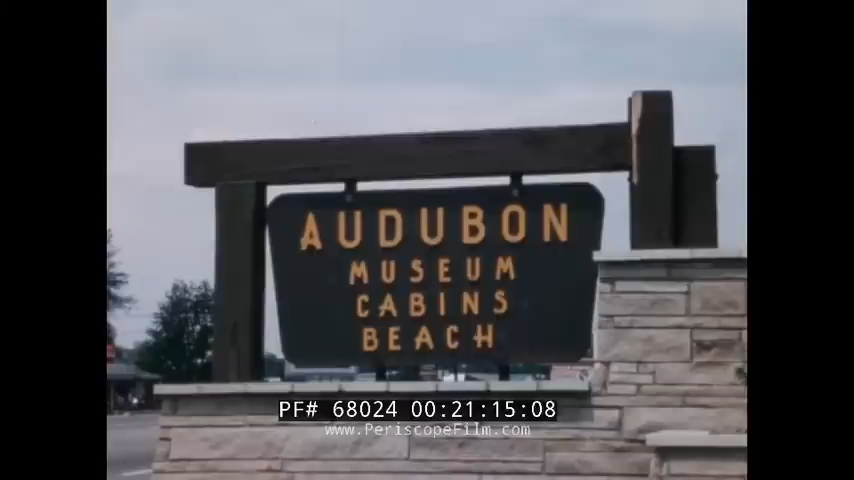 AUDUBON
MUSEUM
CABINS
BEACH
PF# 68024 00:21:15:08
www.PeriscopeFilm.com